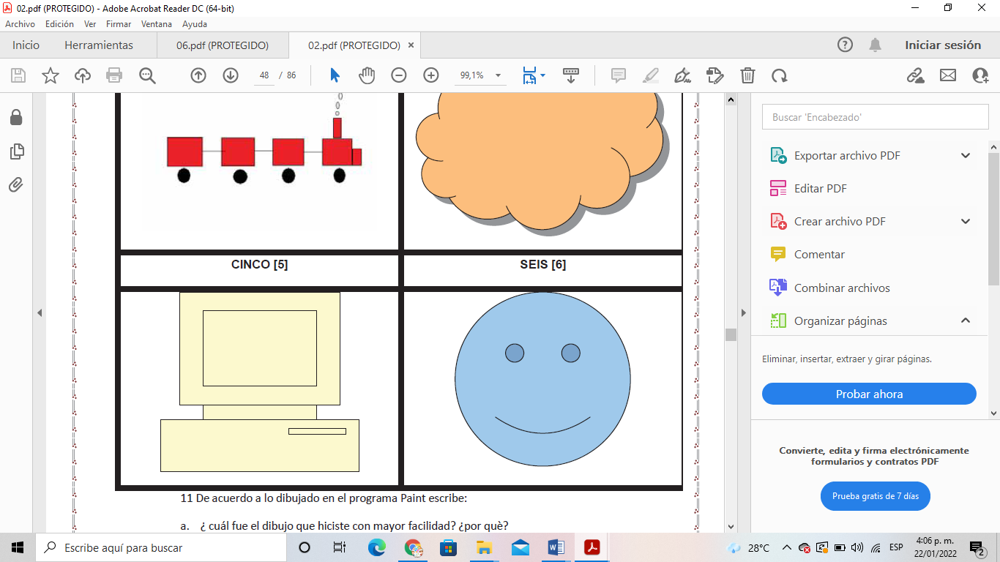 02.pdf (PROTEGIDO) - Adobe Acrobat Reader DC (64-bit)
Archivo Edición Ver Firmar Ventana Ayuda
Inicio Herramientas 06.pdf (PROTEGIDO) 02.pdf (PROTEGIDO) × Iniciar sesión
48 / 86 99,1%
Buscar 'Encabezado'
Exportar archivo PDF
Editar PDF
Crear archivo PDF
Comentar
Combinar archivos
Organizar páginas
Eliminar, insertar, extraer y girar páginas.
Probar ahora
Convierte, edita y firma electrónicamente
formularios y contratos PDF
Prueba gratis de 7 días
CINCO [5] SEIS [6]
11 De acuerdo a lo dibujado en el programa Paint escribe:
a. ¿ cuál fue el dibujo que hiciste con mayor facilidad? ¿por què?
Escribe aquí para buscar
28°C ESP 4:06 p. m.
22/01/2022 2